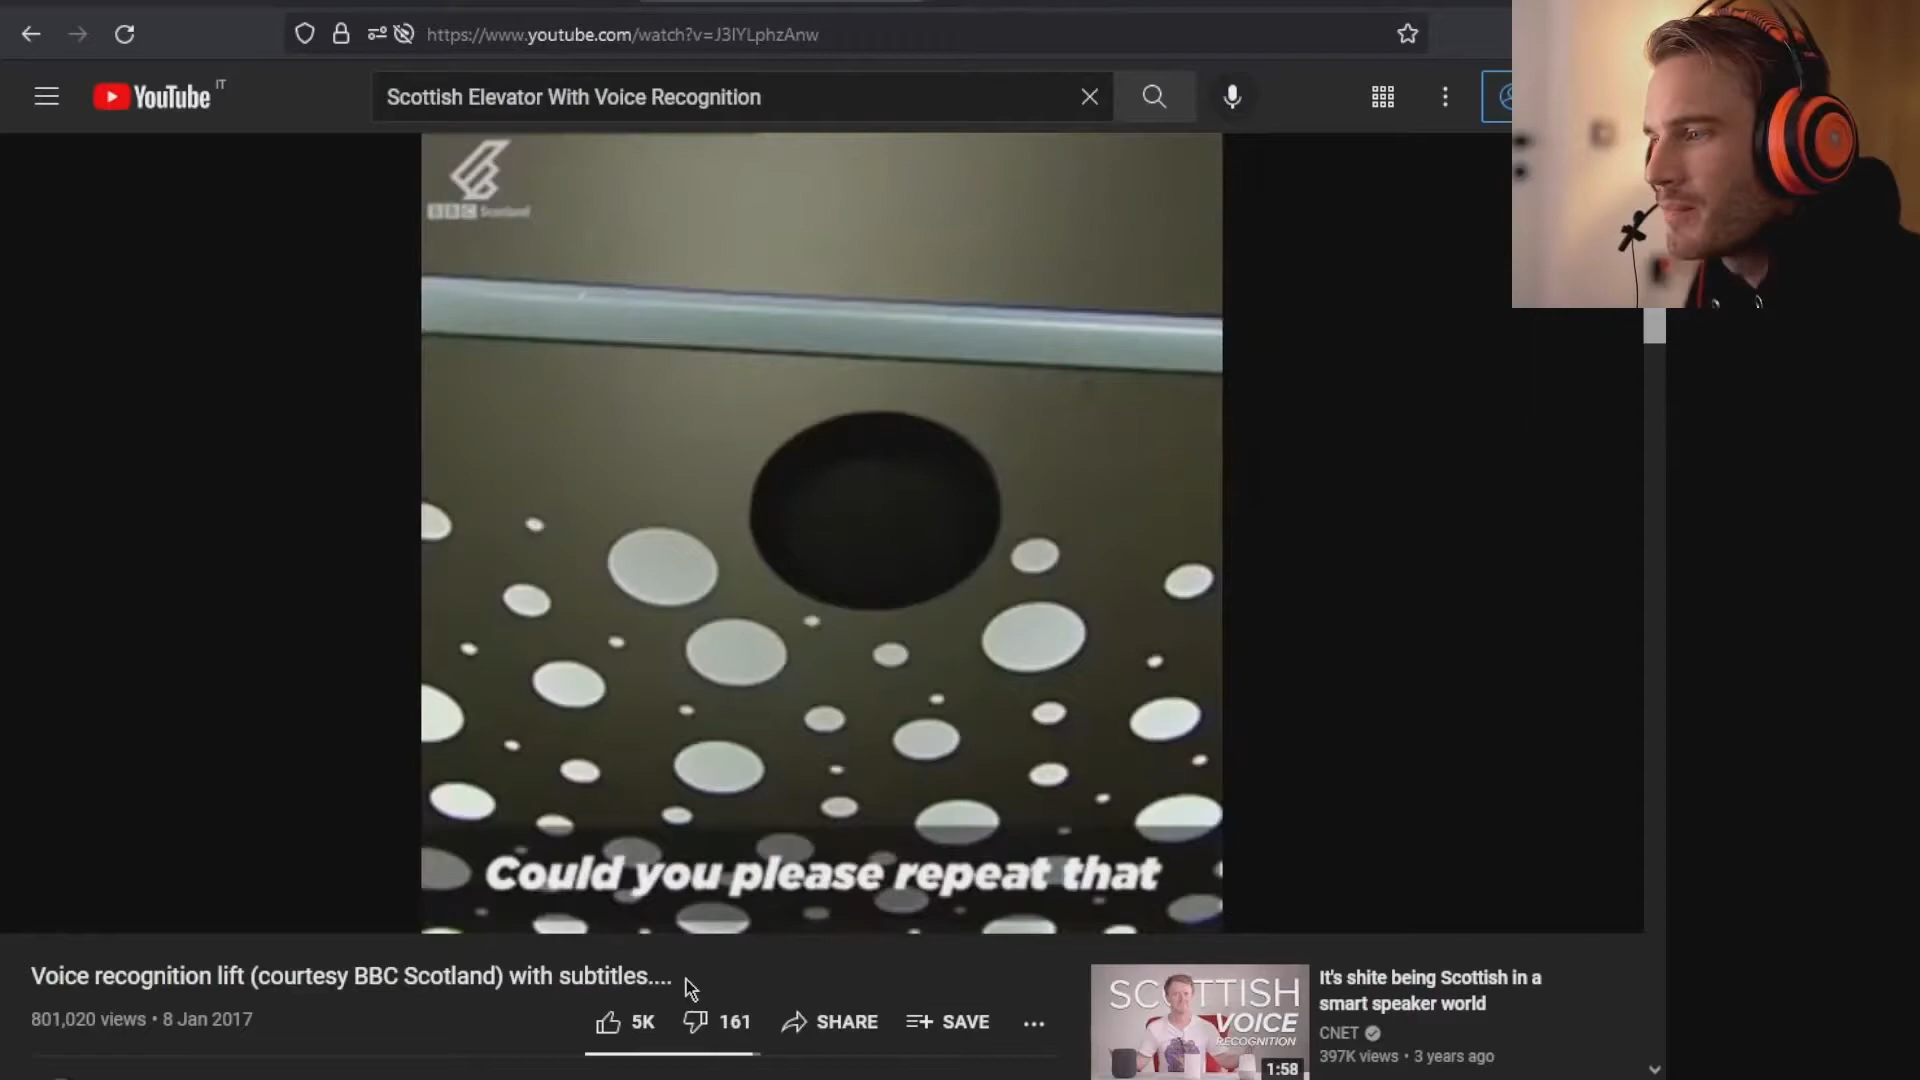 https://www.youtube.com/watch?v=J3lYLphzAnw
YouTube IT
Scottish Elevator With Voice Recognition
BBC Scotland
Could you please repeat that
Voice recognition lift (courtesy BBC Scotland) with subtitles....
801,020 views • 8 Jan 2017
5K
161
SHARE
SAVE
SCOTTISH
VOICE
RECOGNITION
1:58
It's shite being Scottish in a
smart speaker world
CNET
397K views • 3 years ago